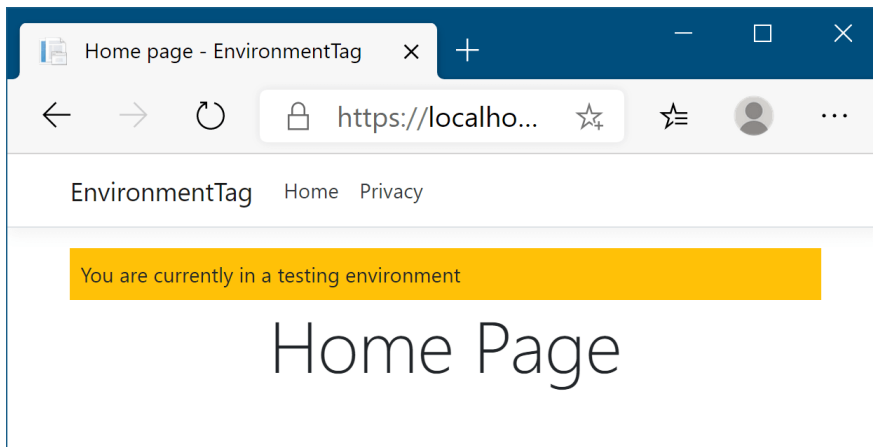 Home page - EnvironmentTag
https://localho...
EnvironmentTag Home Privacy
You are currently in a testing environment
Home Page